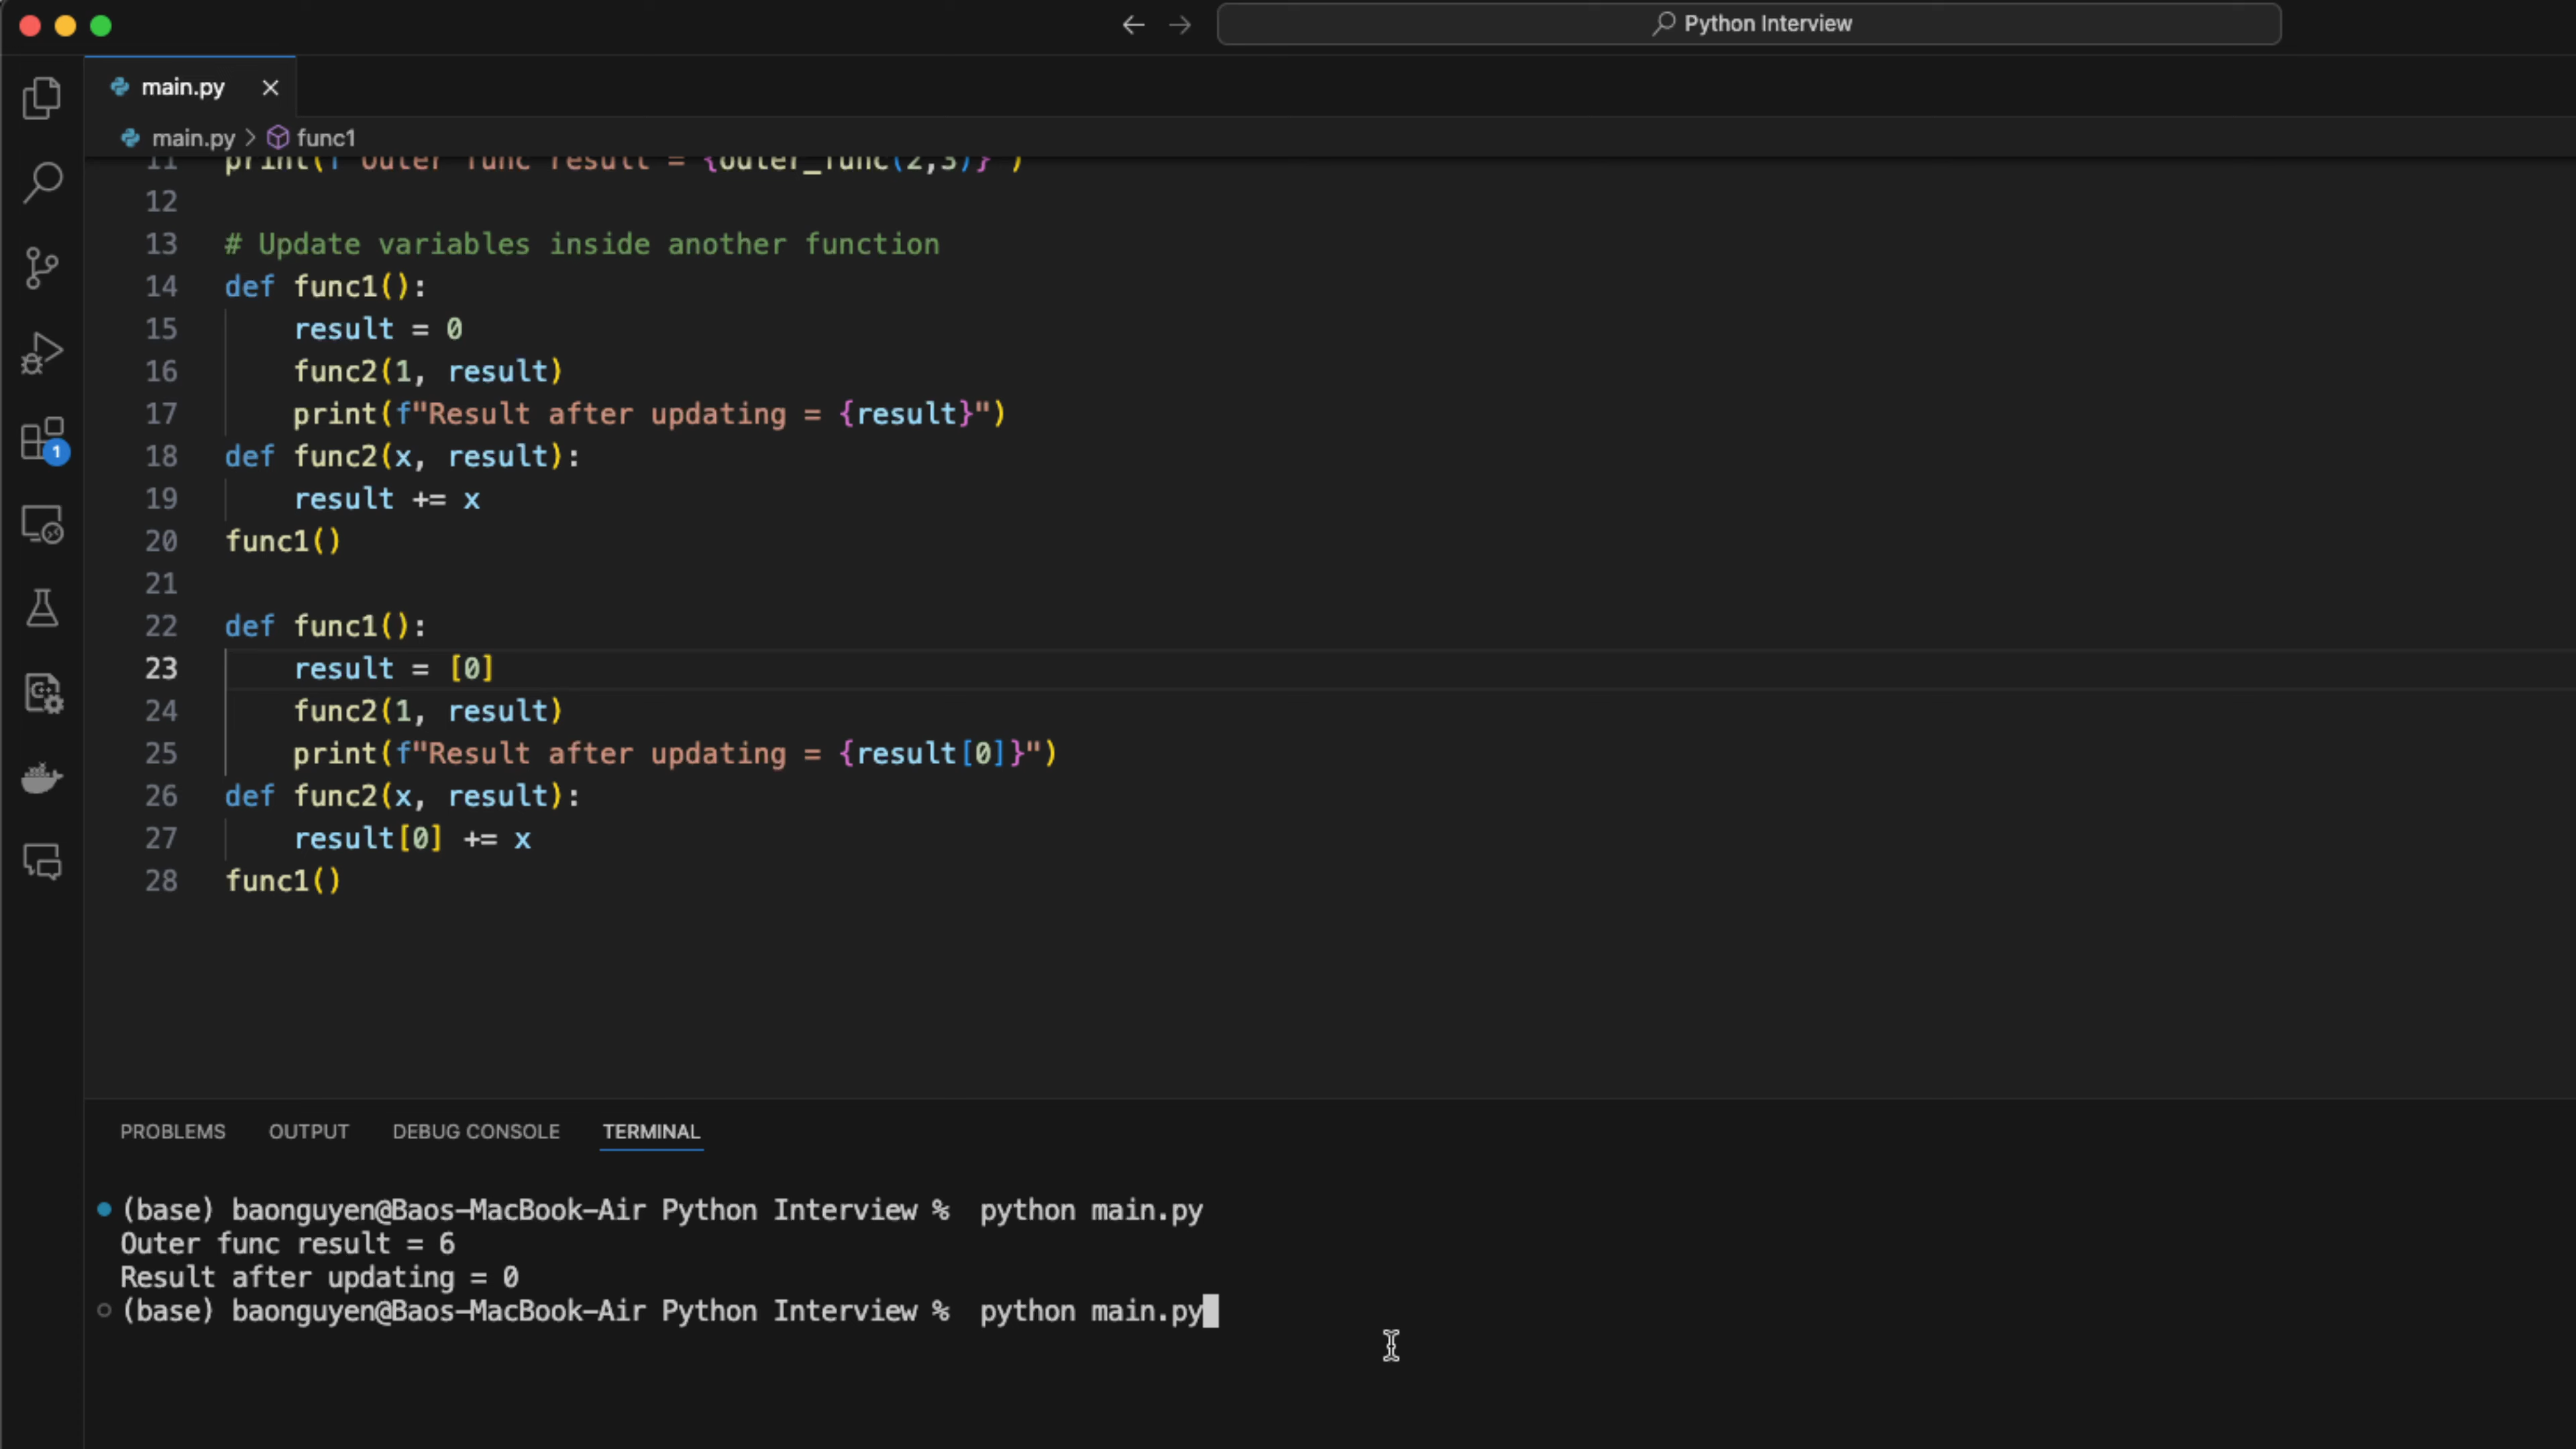 Python Interview
main.py
main.py > func1
11 print(f"Outer func result = {outer_func(2,3)}")
12
13 # Update variables inside another function
14 def func1():
15 result = 0
16 func2(1, result)
17 print(f"Result after updating = {result}")
18 def func2(x, result):
19 result += x
20 func1()
21
22 def func1():
23 result = [0]
24 func2(1, result)
25 print(f"Result after updating = {result[0]}")
26 def func2(x, result):
27 result[0] += x
28 func1()
1
PROBLEMS OUTPUT DEBUG CONSOLE TERMINAL
(base) baonguyen@Baos-MacBook-Air Python Interview % python main.py
Outer func result = 6
Result after updating = 0
(base) baonguyen@Baos-MacBook-Air Python Interview % python main.py